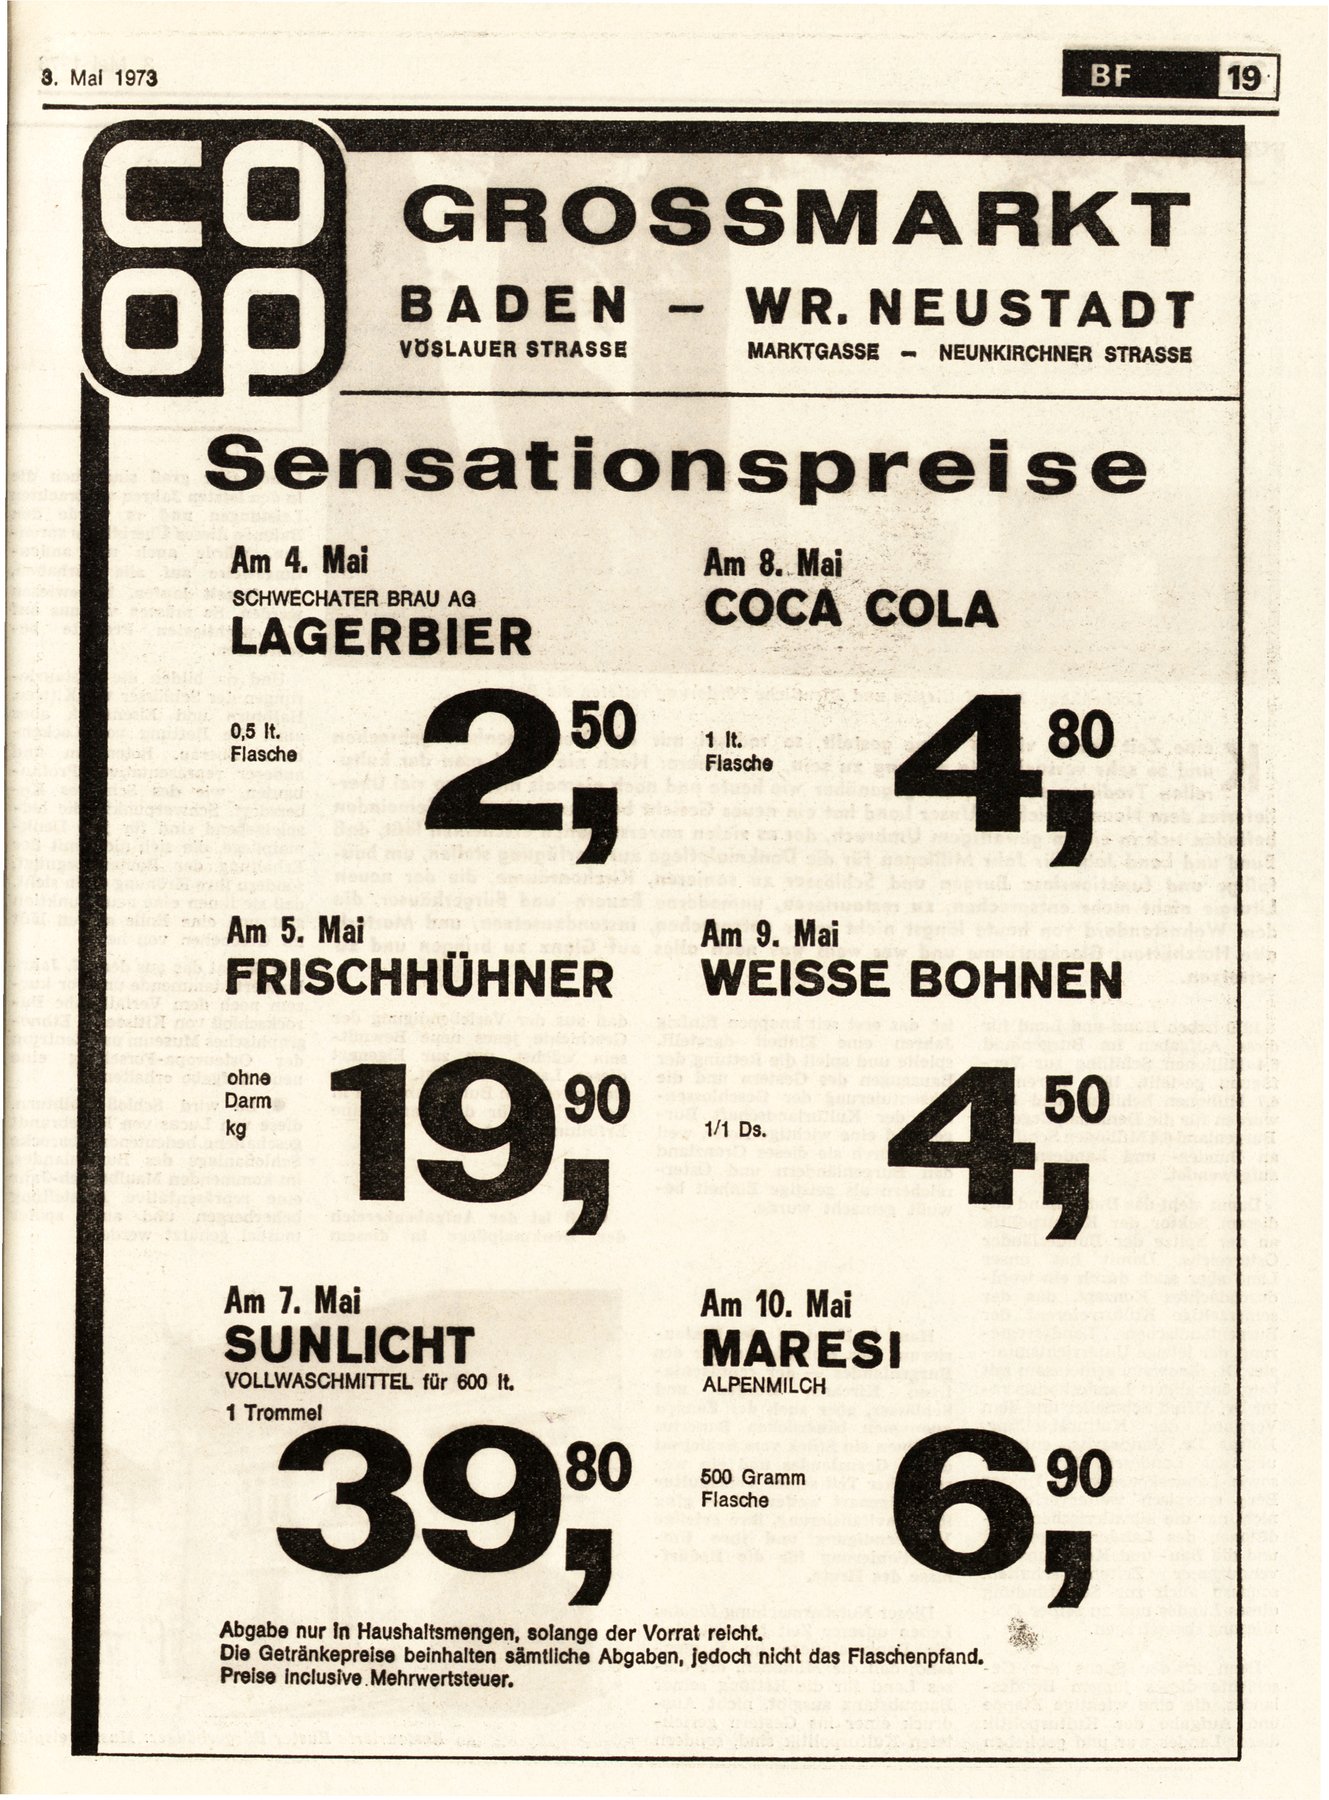 3. Mai 1973
BF 19
COOP
GROSSMARKT
BADEN – WR. NEUSTADT
VÖSLAUER STRASSE MARKTGASSE – NEUNKIRCHNER STRASSE
Sensationspreise
Am 4. Mai
SCHWECHATER BRAU AG
LAGERBIER
0,5 lt.
Flasche
2,50
Am 8. Mai
COCA COLA
1 lt.
Flasche
4,80
Am 5. Mai
FRISCHHÜHNER
ohne
Darm
kg
19,90
Am 9. Mai
WEISSE BOHNEN
1/1 Ds.
4,50
Am 7. Mai
SUNLICHT
VOLLWASCHMITTEL für 600 lt.
1 Trommel
39,80
Am 10. Mai
MARESI
ALPENMILCH
500 Gramm
Flasche
6,90
Abgabe nur in Haushaltsmengen, solange der Vorrat reicht.
Die Getränkepreise beinhalten sämtliche Abgaben, jedoch nicht das Flaschenpfand.
Preise inclusive Mehrwertsteuer.